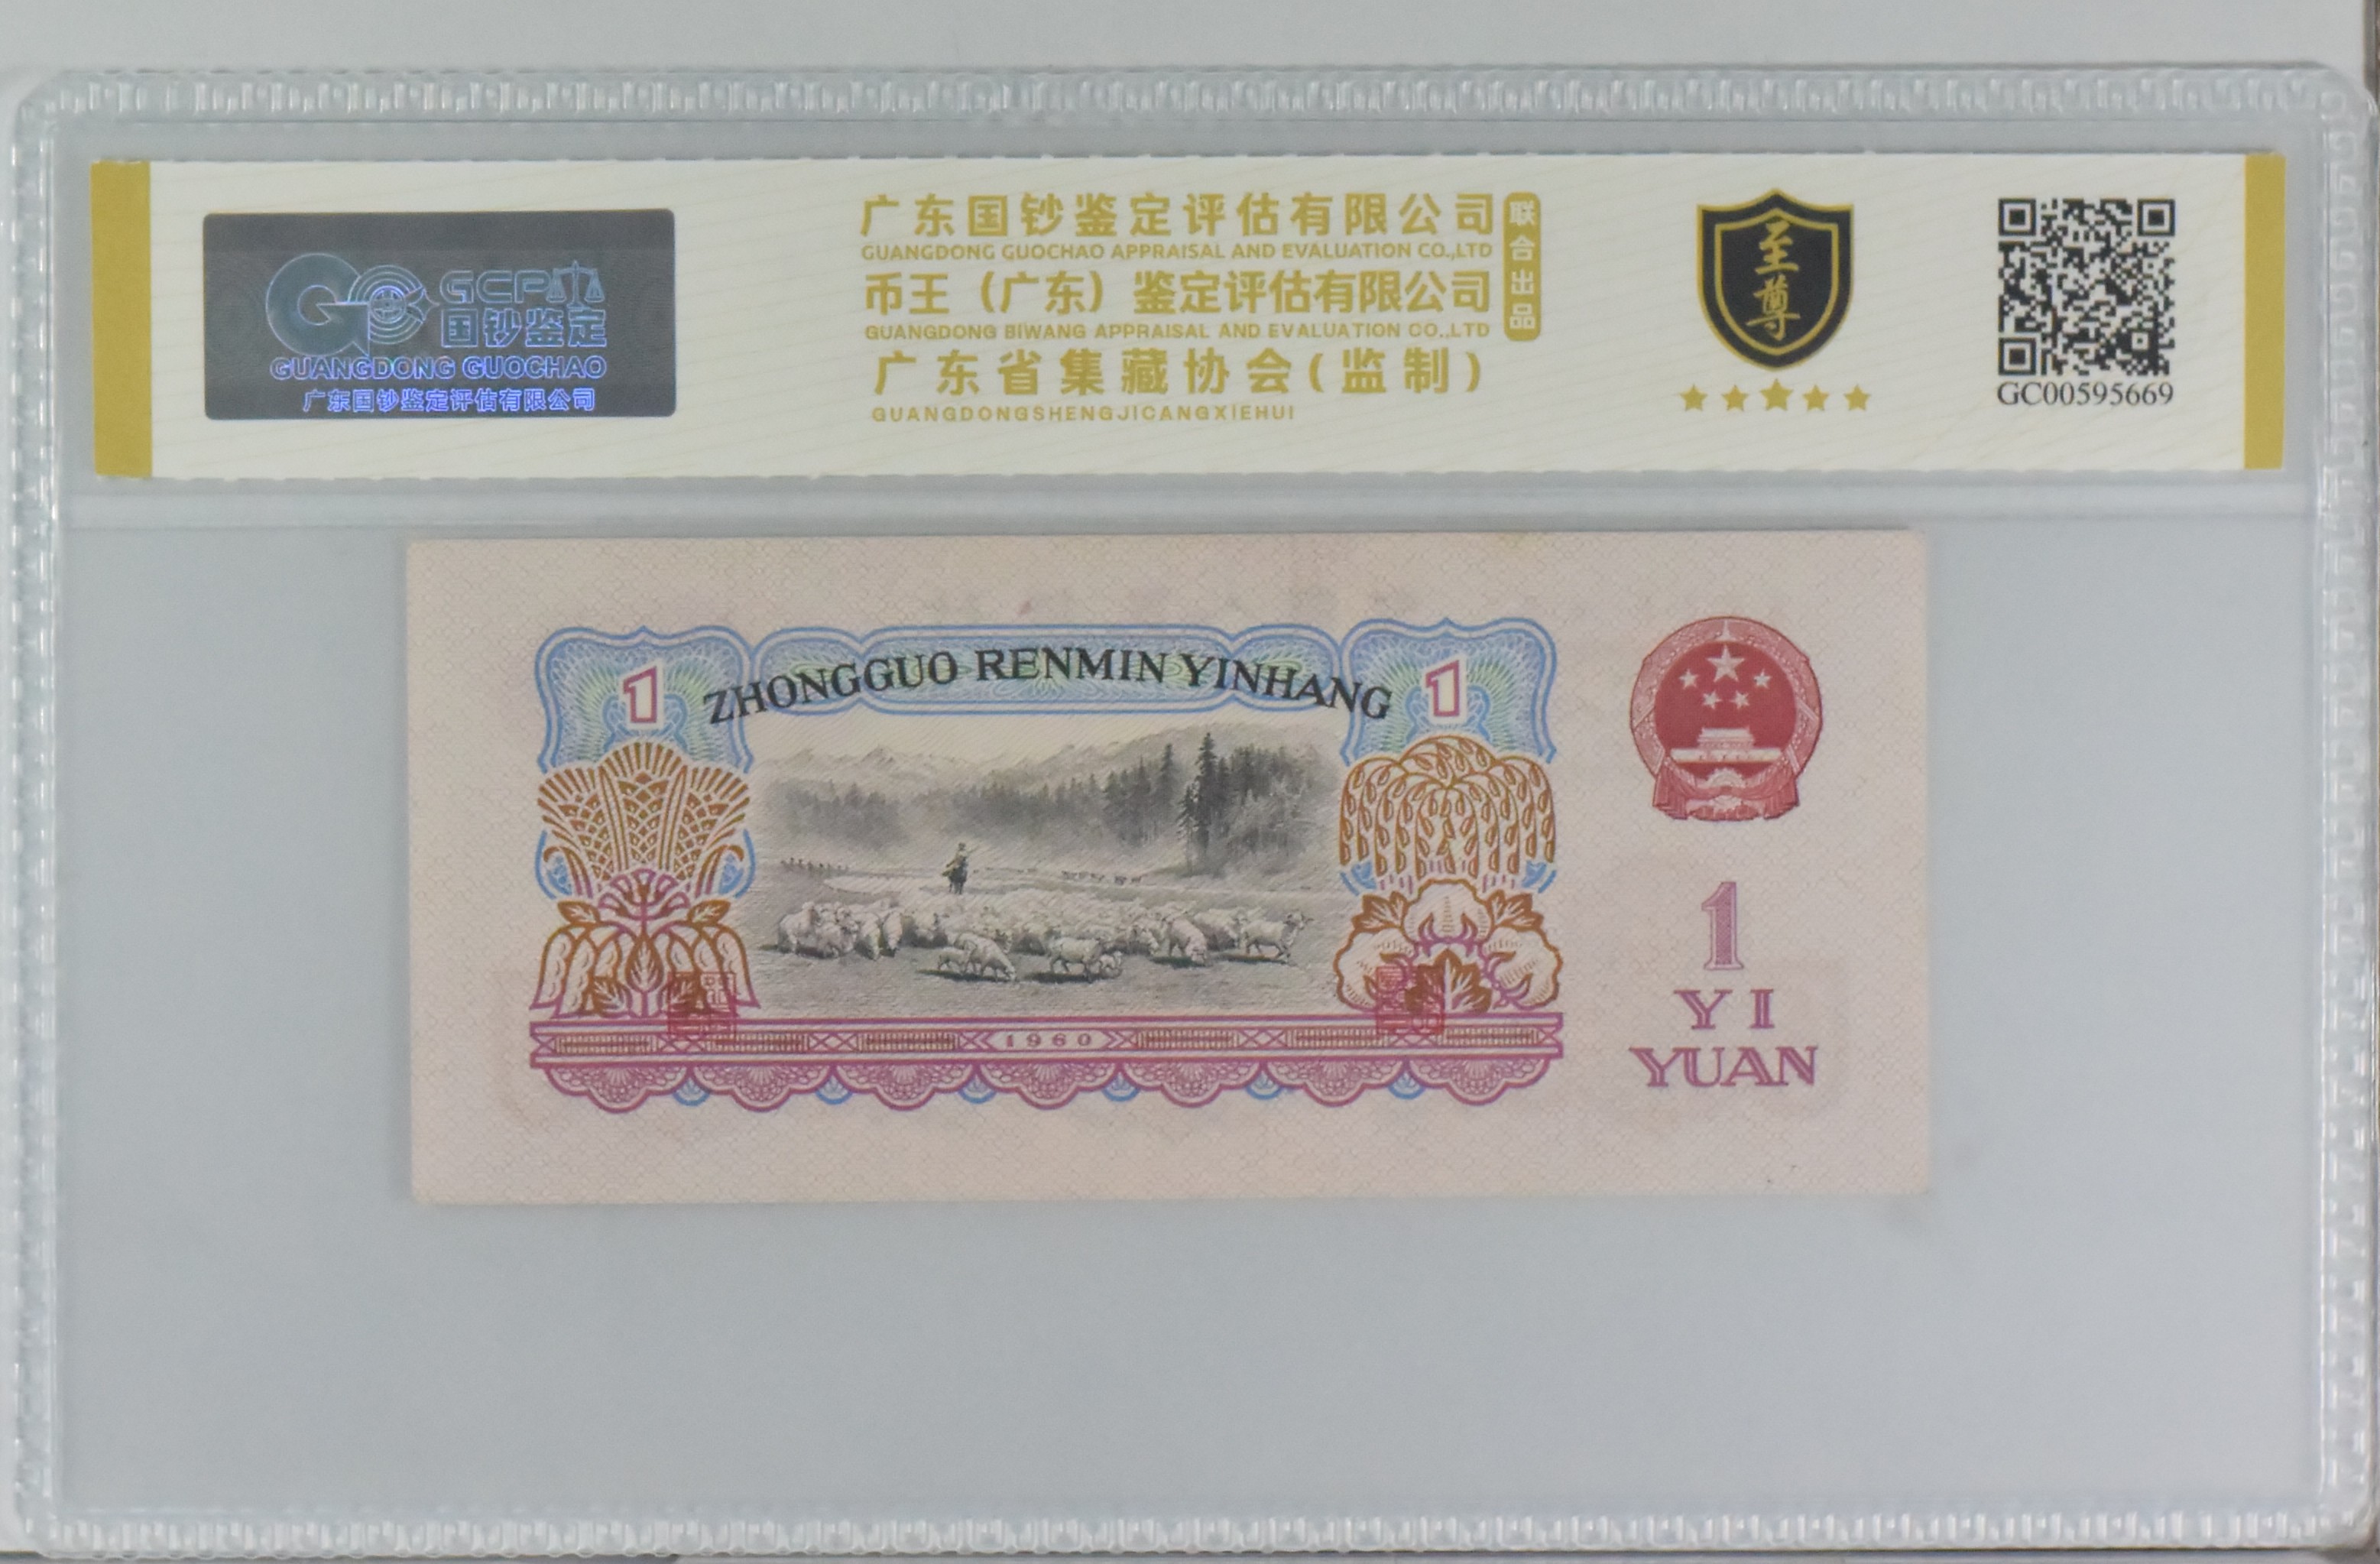 GCP
国钞鉴定
GUANGDONG GUOCHAO
广东国钞鉴定评估有限公司
广东国钞鉴定评估有限公司
GUANGDONG GUOCHAO APPRAISAL AND EVALUATION CO.,LTD
币王（广东）鉴定评估有限公司
GUANGDONG BIWANG APPRAISAL AND EVALUATION CO.,LTD
广东省集藏协会(监制)
GUANGDONGSHENGJICANGXIEHUI
联合出品
至尊
GC00595669
1
ZHONGGUO RENMIN YINHANG
1
1960
1
YI
YUAN